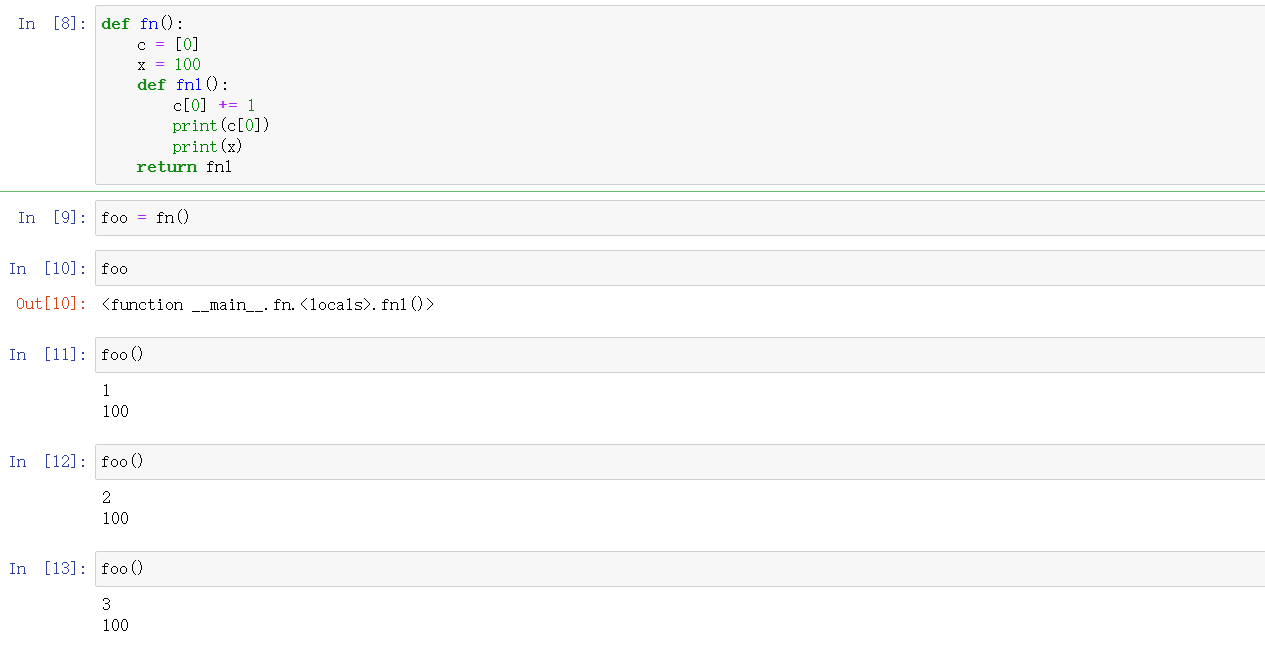 In [8]: def fn():
    c = [0]
    x = 100
    def fn1():
        c[0] += 1
        print(c[0])
        print(x)
    return fn1
In [9]: foo = fn()
In [10]: foo
Out[10]: <function __main__.fn.<locals>.fn1()>
In [11]: foo()
1
100
In [12]: foo()
2
100
In [13]: foo()
3
100